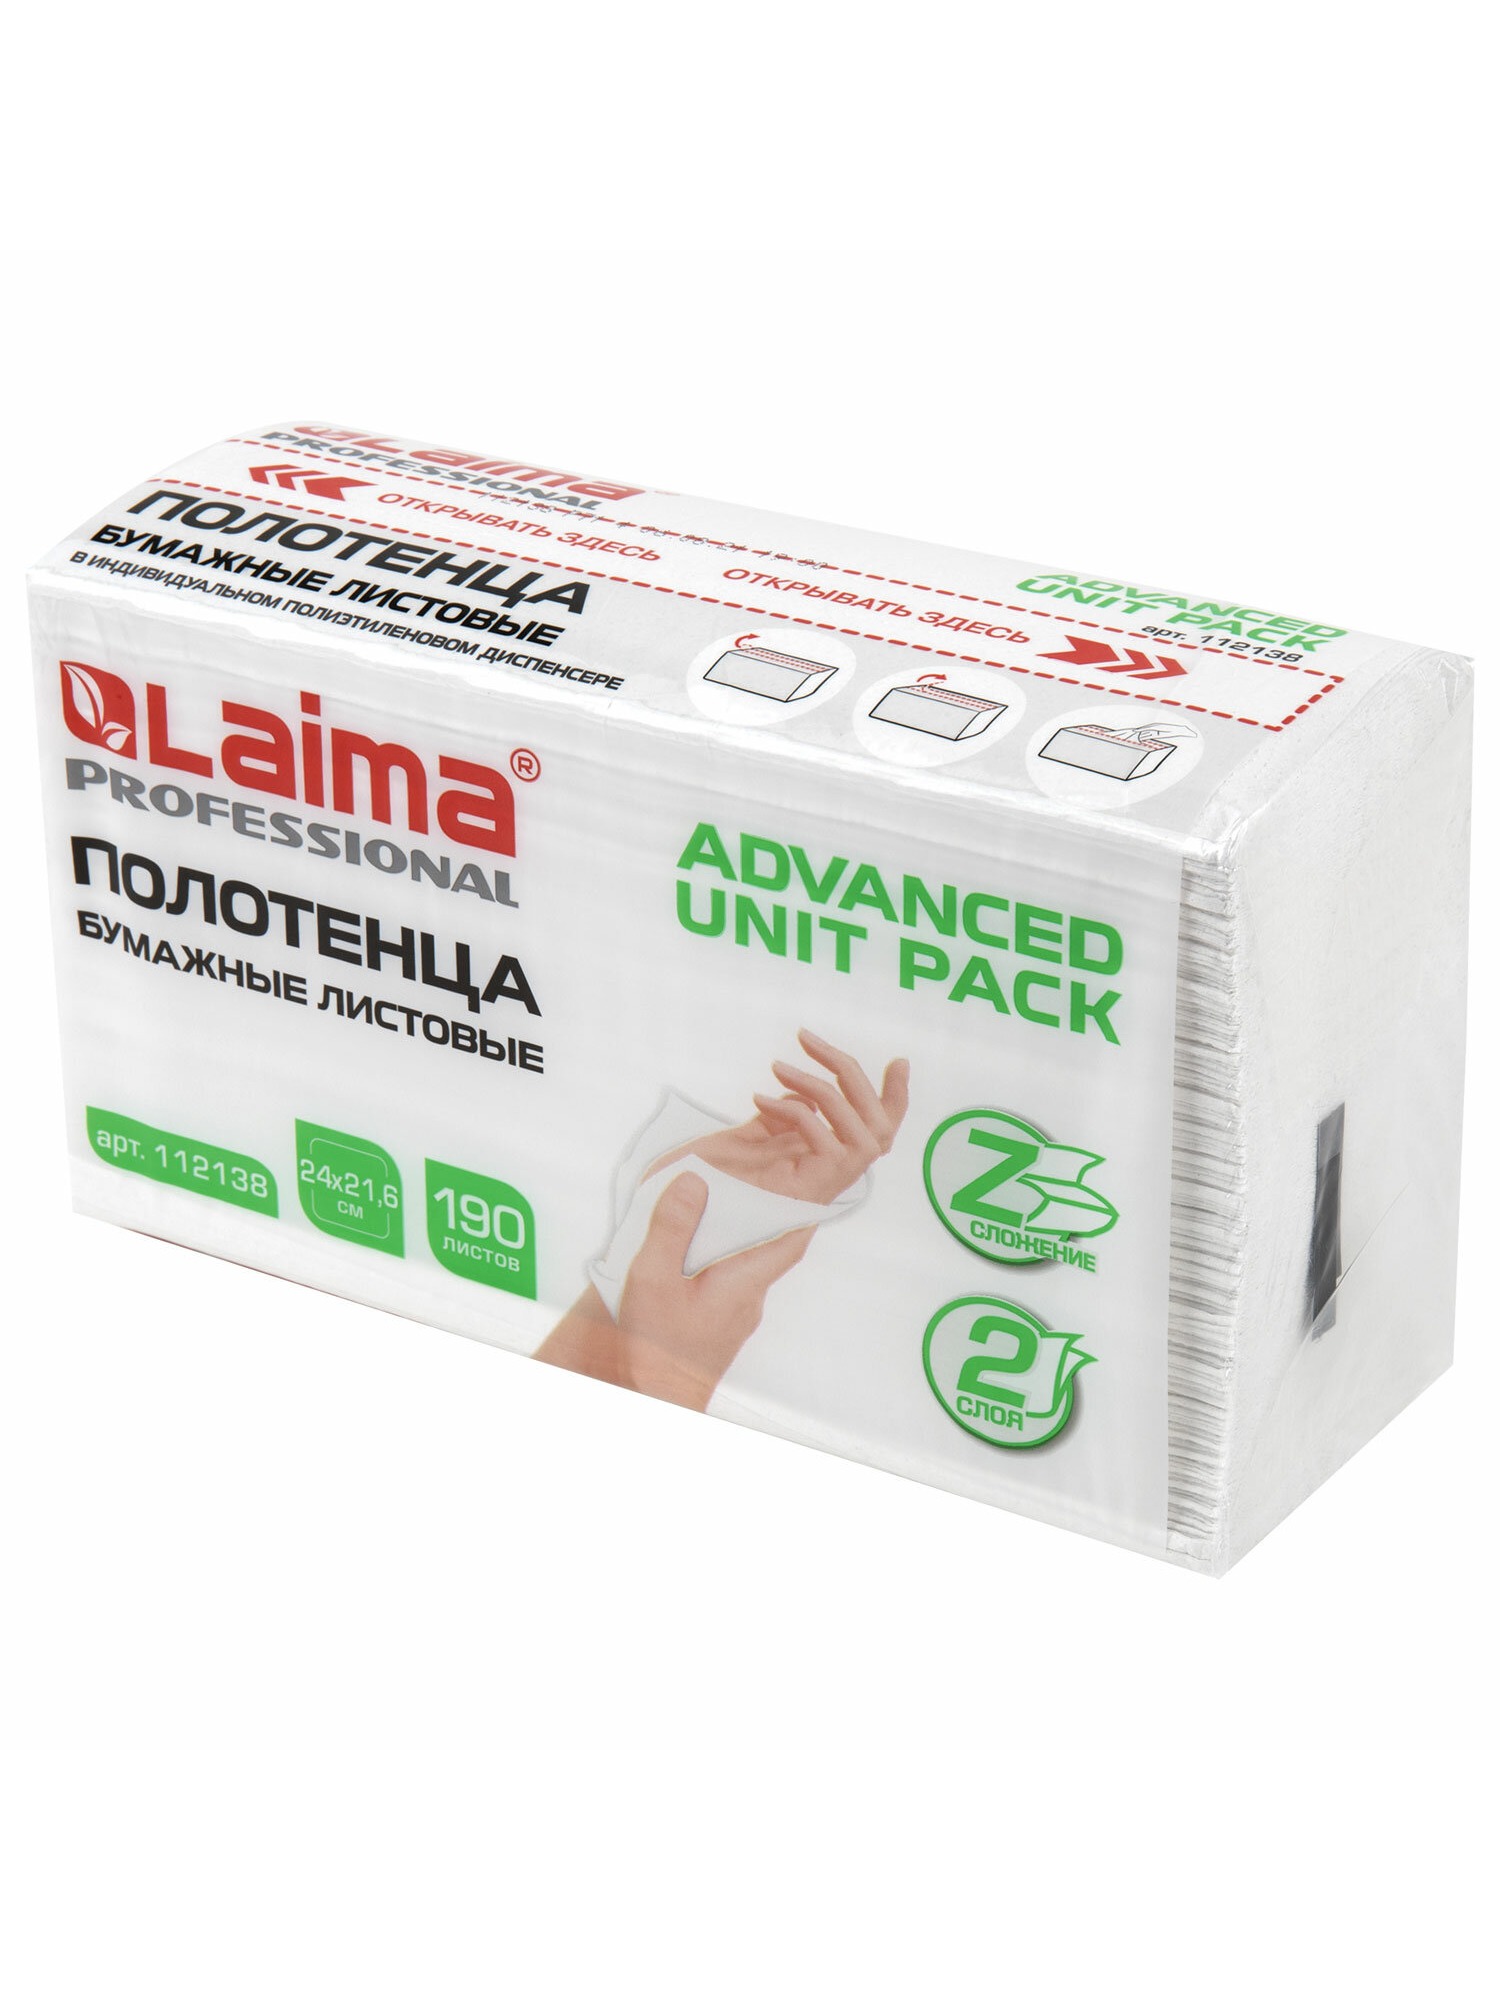 Laima
PROFESSIONAL
ОТКРЫВАТЬ ЗДЕСЬ
ОТКРЫВАТЬ ЗДЕСЬ
ПОЛОТЕНЦА
БУМАЖНЫЕ ЛИСТОВЫЕ
В ИНДИВИДУАЛЬНОМ ПОЛИЭТИЛЕНОВОМ ДИСПЕНСЕРЕ
ADVANCED
UNIT PACK
арт. 112138
Laima®
PROFESSIONAL
ПОЛОТЕНЦА
БУМАЖНЫЕ ЛИСТОВЫЕ
арт. 112138
24х21,6
см
190
ЛИСТОВ
ADVANCED
UNIT PACK
Z
СЛОЖЕНИЕ
2
СЛОЯ